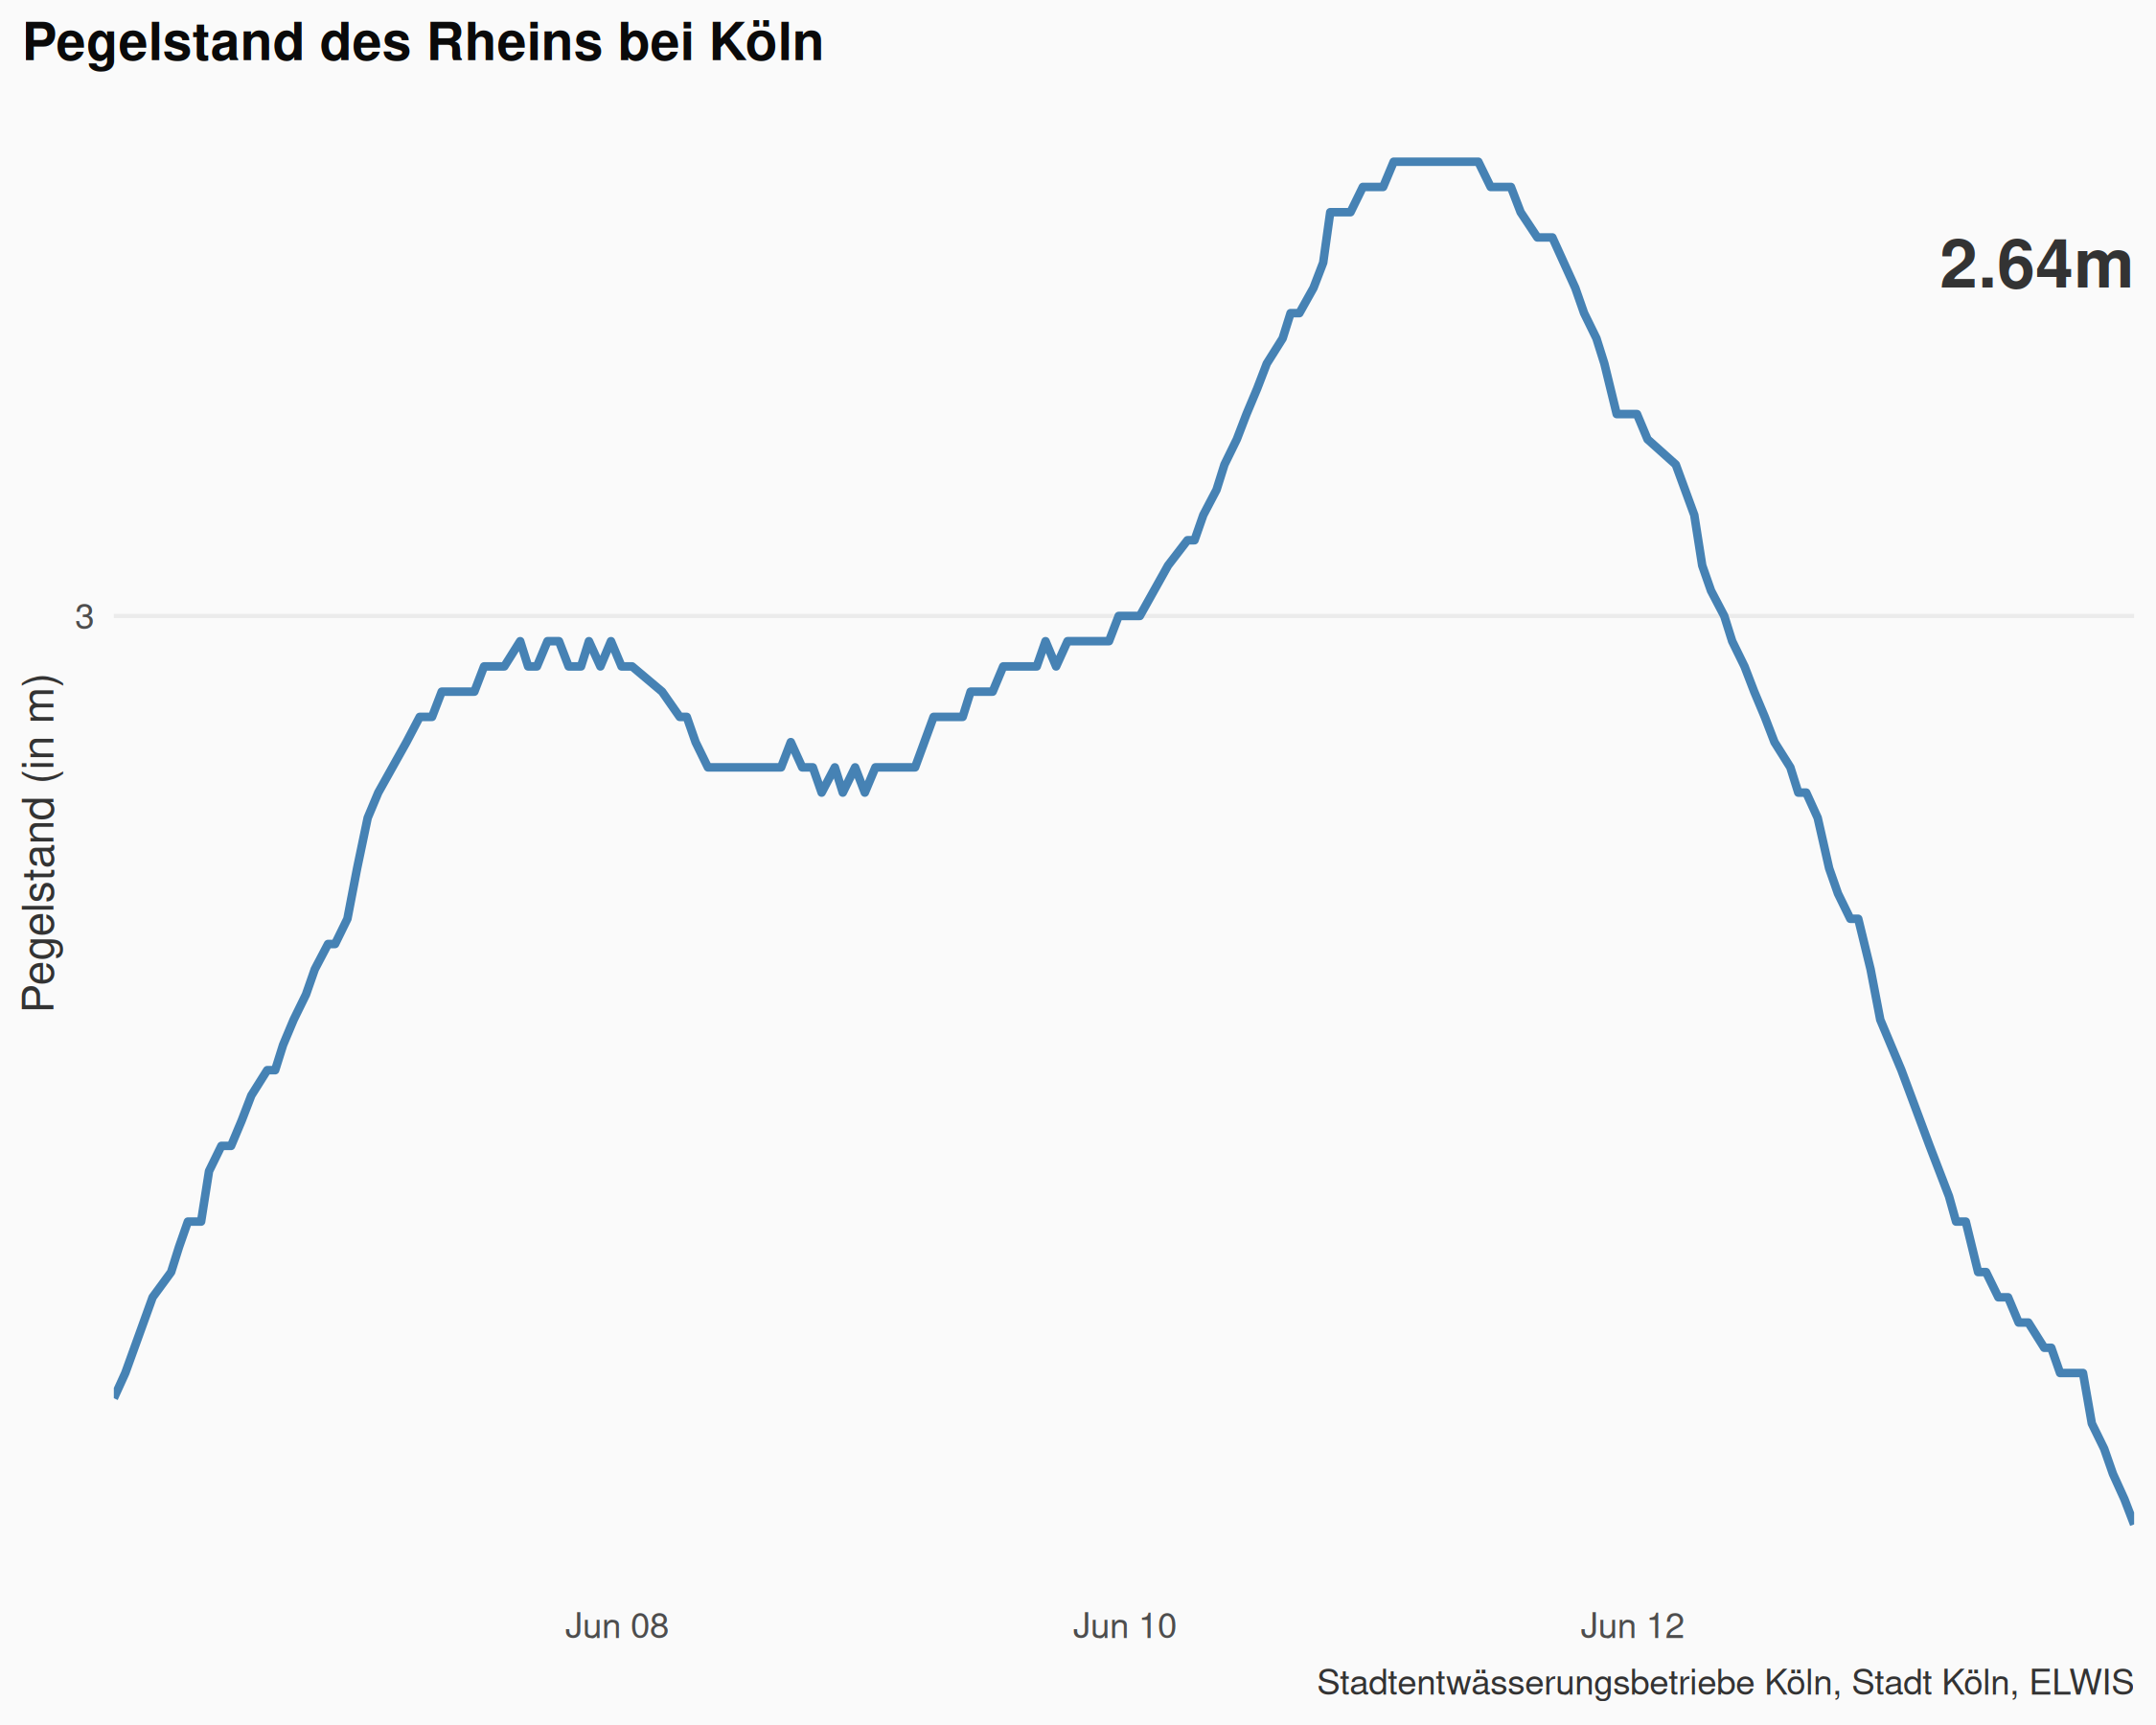 Pegelstand des Rheins bei Köln
2.64m
3
Pegelstand (in m)
Jun 08
Jun 10
Jun 12
Stadtentwässerungsbetriebe Köln, Stadt Köln, ELWIS